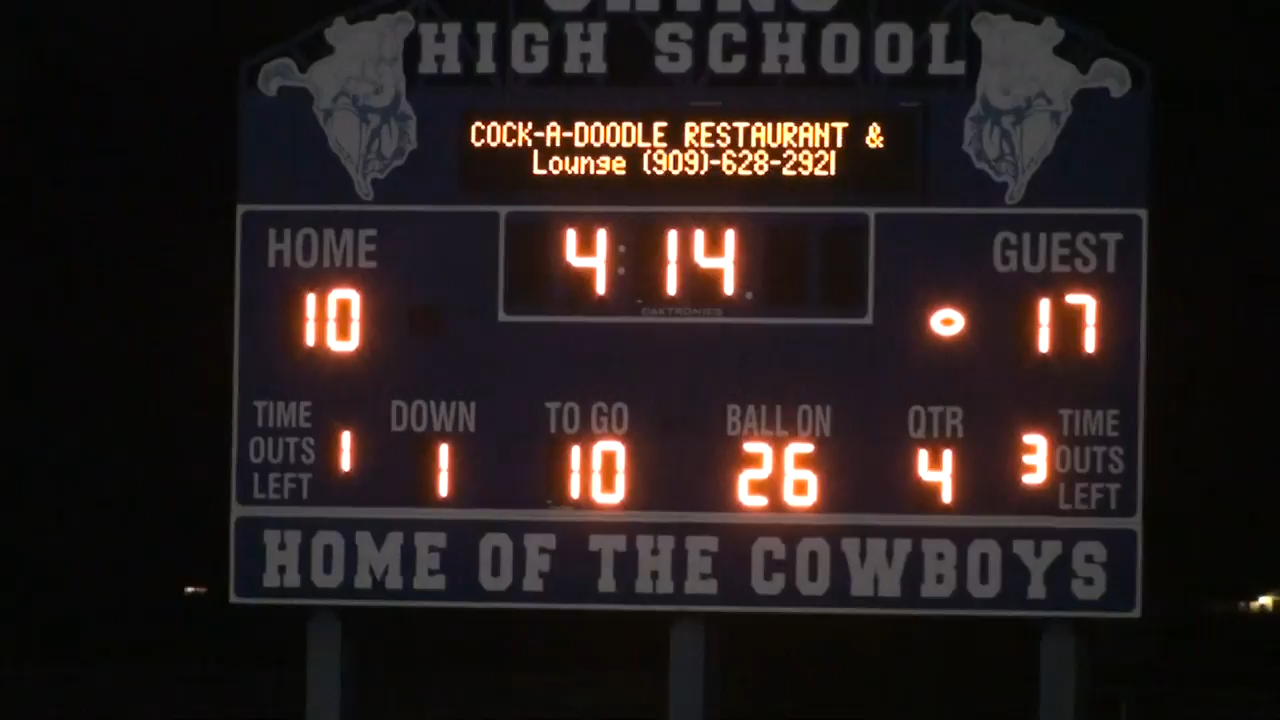 HIGH SCHOOL
COCK-A-DOODLE RESTAURANT &
Lounge (909)-628-2921
HOME
4:14
GUEST
10
DAKTRONICS
17
TIME OUTS LEFT
1
DOWN
1
TO GO
10
BALL ON
26
QTR
4
3
TIME OUTS LEFT
HOME OF THE COWBOYS